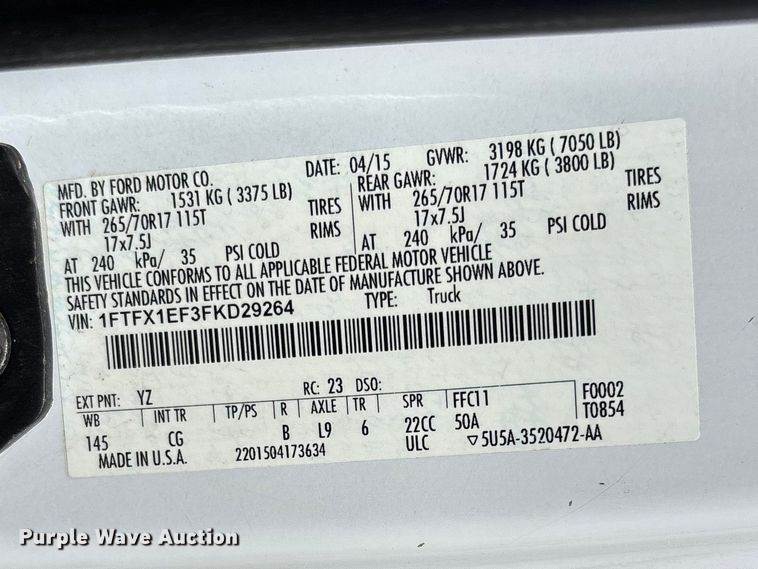 MFD. BY FORD MOTOR CO. DATE: 04/15 GVWR: 3198 KG ( 7050 LB)
FRONT GAWR: 1531 KG ( 3375 LB) REAR GAWR: 1724 KG ( 3800 LB)
WITH 265/70R17 115T TIRES WITH 265/70R17 115T TIRES
17x7.5J RIMS 17x7.5J RIMS
AT 240 kPa/ 35 PSI COLD AT 240 kPa/ 35 PSI COLD
THIS VEHICLE CONFORMS TO ALL APPLICABLE FEDERAL MOTOR VEHICLE
SAFETY STANDARDS IN EFFECT ON THE DATE OF MANUFACTURE SHOWN ABOVE.
VIN: 1FTFX1EF3FKD29264 TYPE: Truck
EXT PNT: YZ RC: 23 DSO: FFC11 F0002
WB INT TR TP/PS R AXLE TR SPR T0854
145 CG B L9 6 22CC 50A
MADE IN U.S.A. 2201504173634 ULC ▽5U5A-3520472-AA
Purple Wave Auction